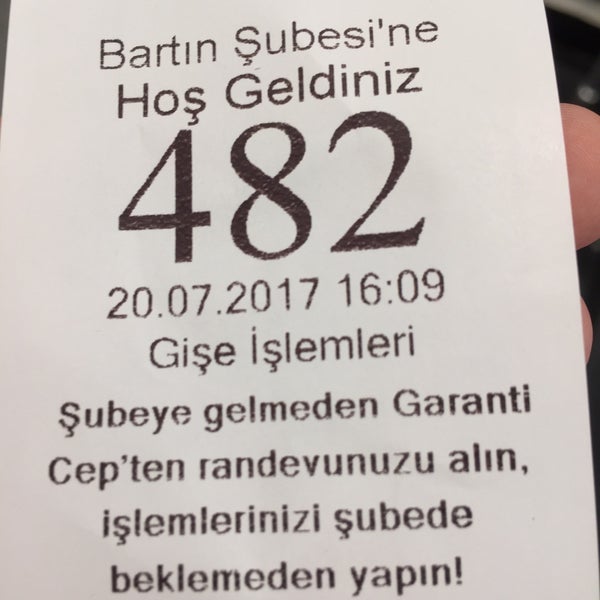 Bartın Şubesi'ne
Hoş Geldiniz
482
20.07.2017 16:09
Gişe İşlemleri
Şubeye gelmeden Garanti
Cep'ten randevunuzu alın,
işlemlerinizi şubede
beklemeden yapın!